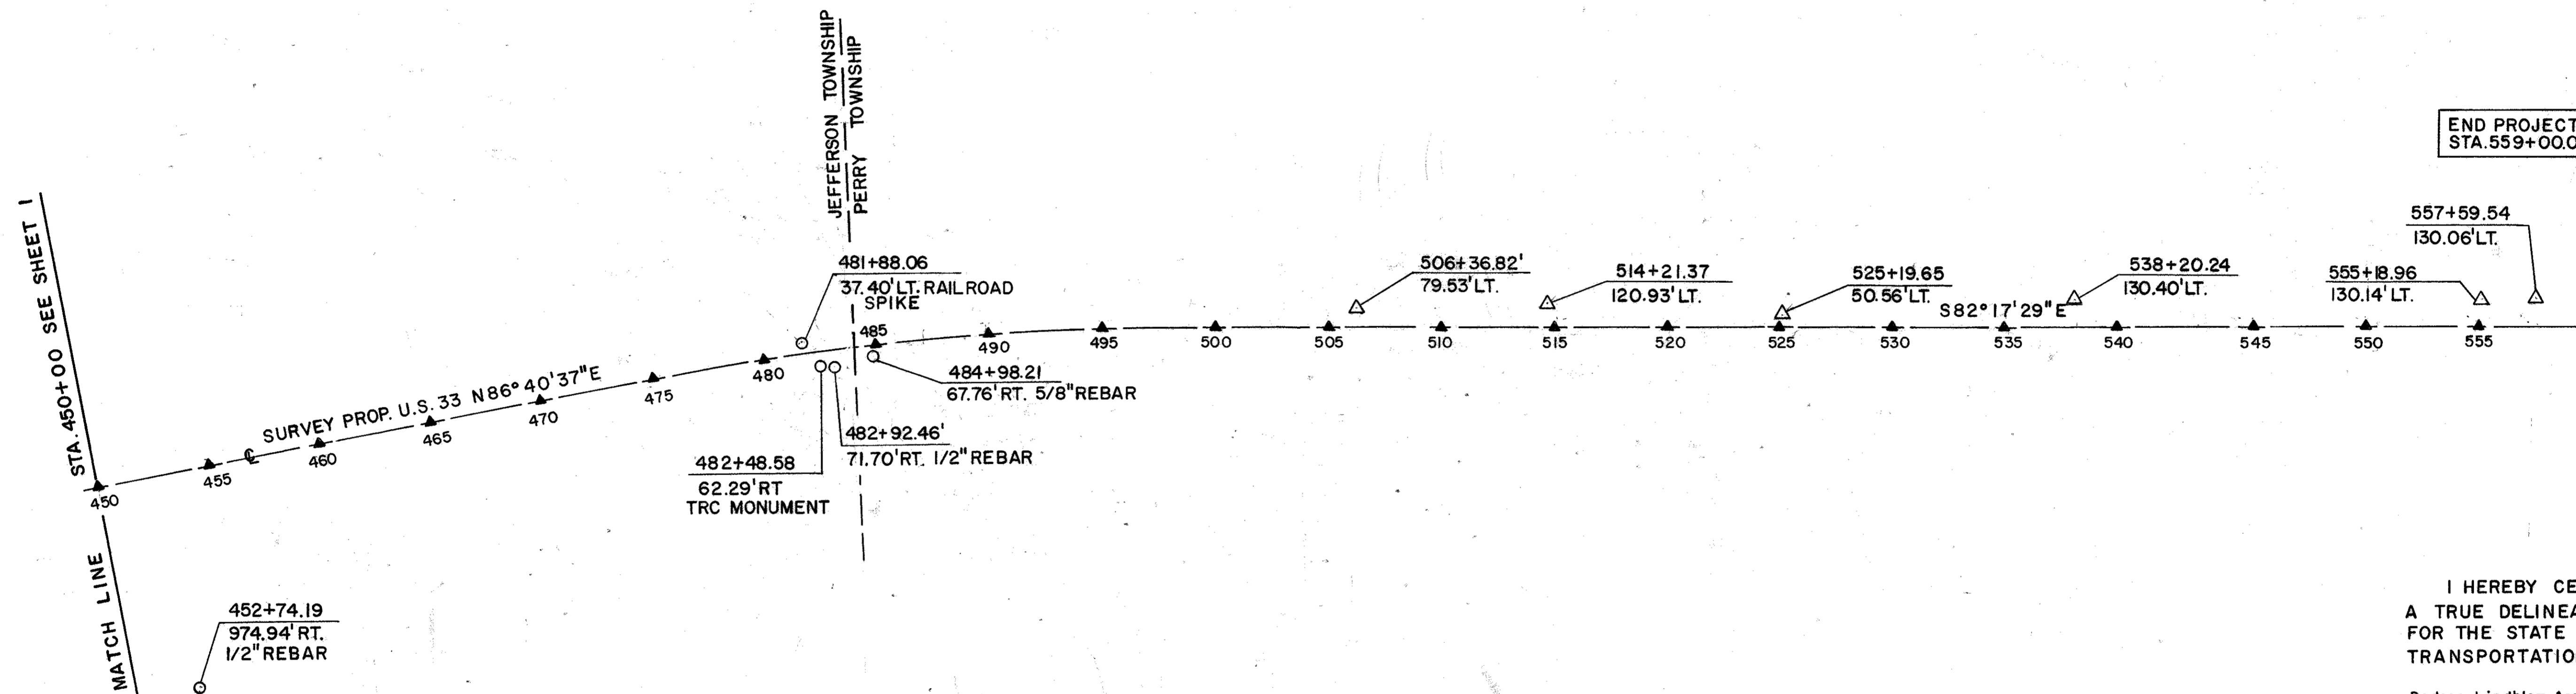 STA. 450+00 SEE SHEET 1
MATCH LINE
JEFFERSON TOWNSHIP
PERRY TOWNSHIP
END PROJECT
STA. 559+00.0
557+59.54
130.06' LT.
481+88.06
37.40' LT. RAILROAD
SPIKE
506+36.82'
79.53' LT.
514+21.37
120.93' LT.
525+19.65
50.56' LT.
538+20.24
130.40' LT.
555+18.96
130.14' LT.
S82°17'29"E
SURVEY PROP. U.S. 33 N86°40'37"E
℄
450
455
460
465
470
475
480
485
490
495
500
505
510
515
520
525
530
535
540
545
550
555
484+98.21
67.76' RT. 5/8" REBAR
482+92.46'
71.70' RT. 1/2" REBAR
482+48.58
62.29' RT
TRC MONUMENT
452+74.19
974.94' RT.
1/2" REBAR
I HEREBY CE
A TRUE DELINEA
FOR THE STATE
TRANSPORTATIO